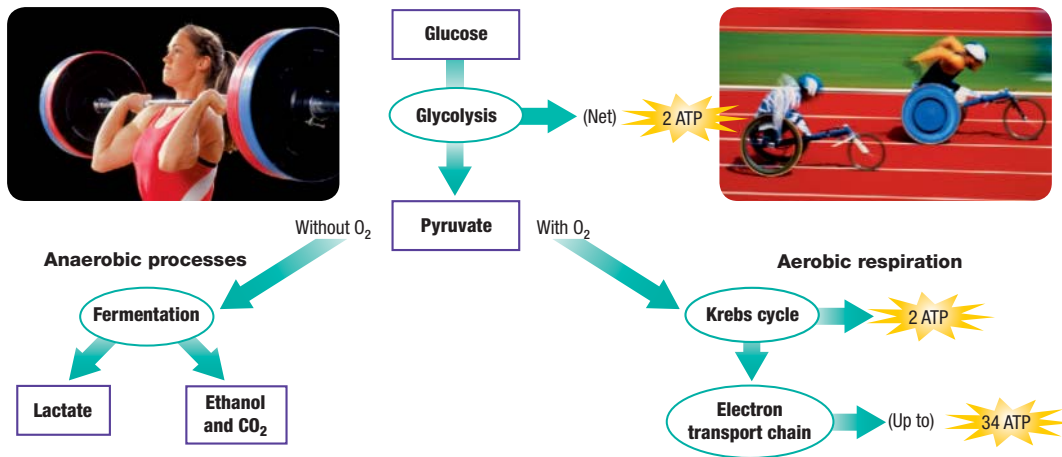 Glucose
Glycolysis
(Net)
2 ATP
Without O₂
Pyruvate
With O₂
Anaerobic processes
Aerobic respiration
Fermentation
Krebs cycle
2 ATP
Lactate
Ethanol
and CO₂
Electron
transport chain
(Up to)
34 ATP